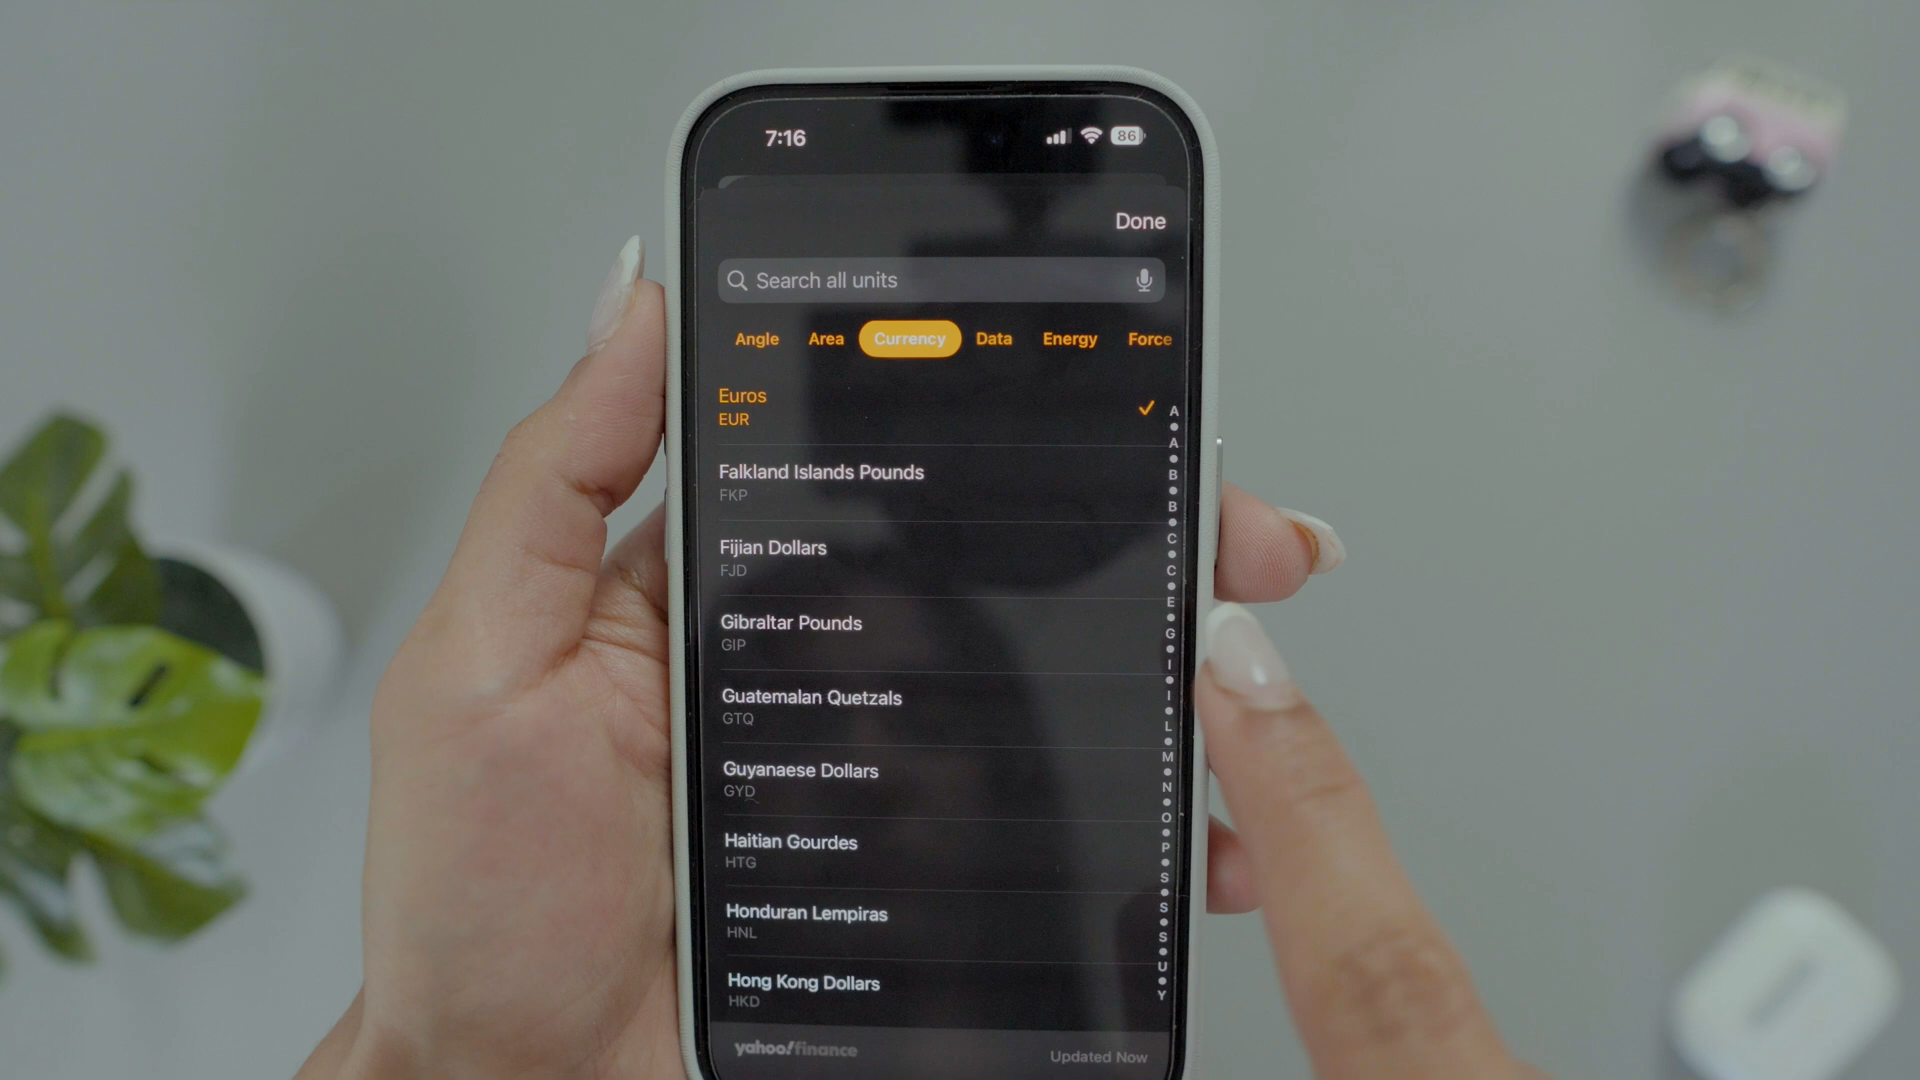 7:16
86
Done
Search all units
Angle Area Currency Data Energy Force
Euros
EUR
Falkland Islands Pounds
FKP
Fijian Dollars
FJD
Gibraltar Pounds
GIP
Guatemalan Quetzals
GTQ
Guyanaese Dollars
GYD
Haitian Gourdes
HTG
Honduran Lempiras
HNL
Hong Kong Dollars
HKD
A
A
B
B
C
C
E
G
I
I
L
M
N
O
P
S
S
S
U
Y
yahoo!finance
Updated Now